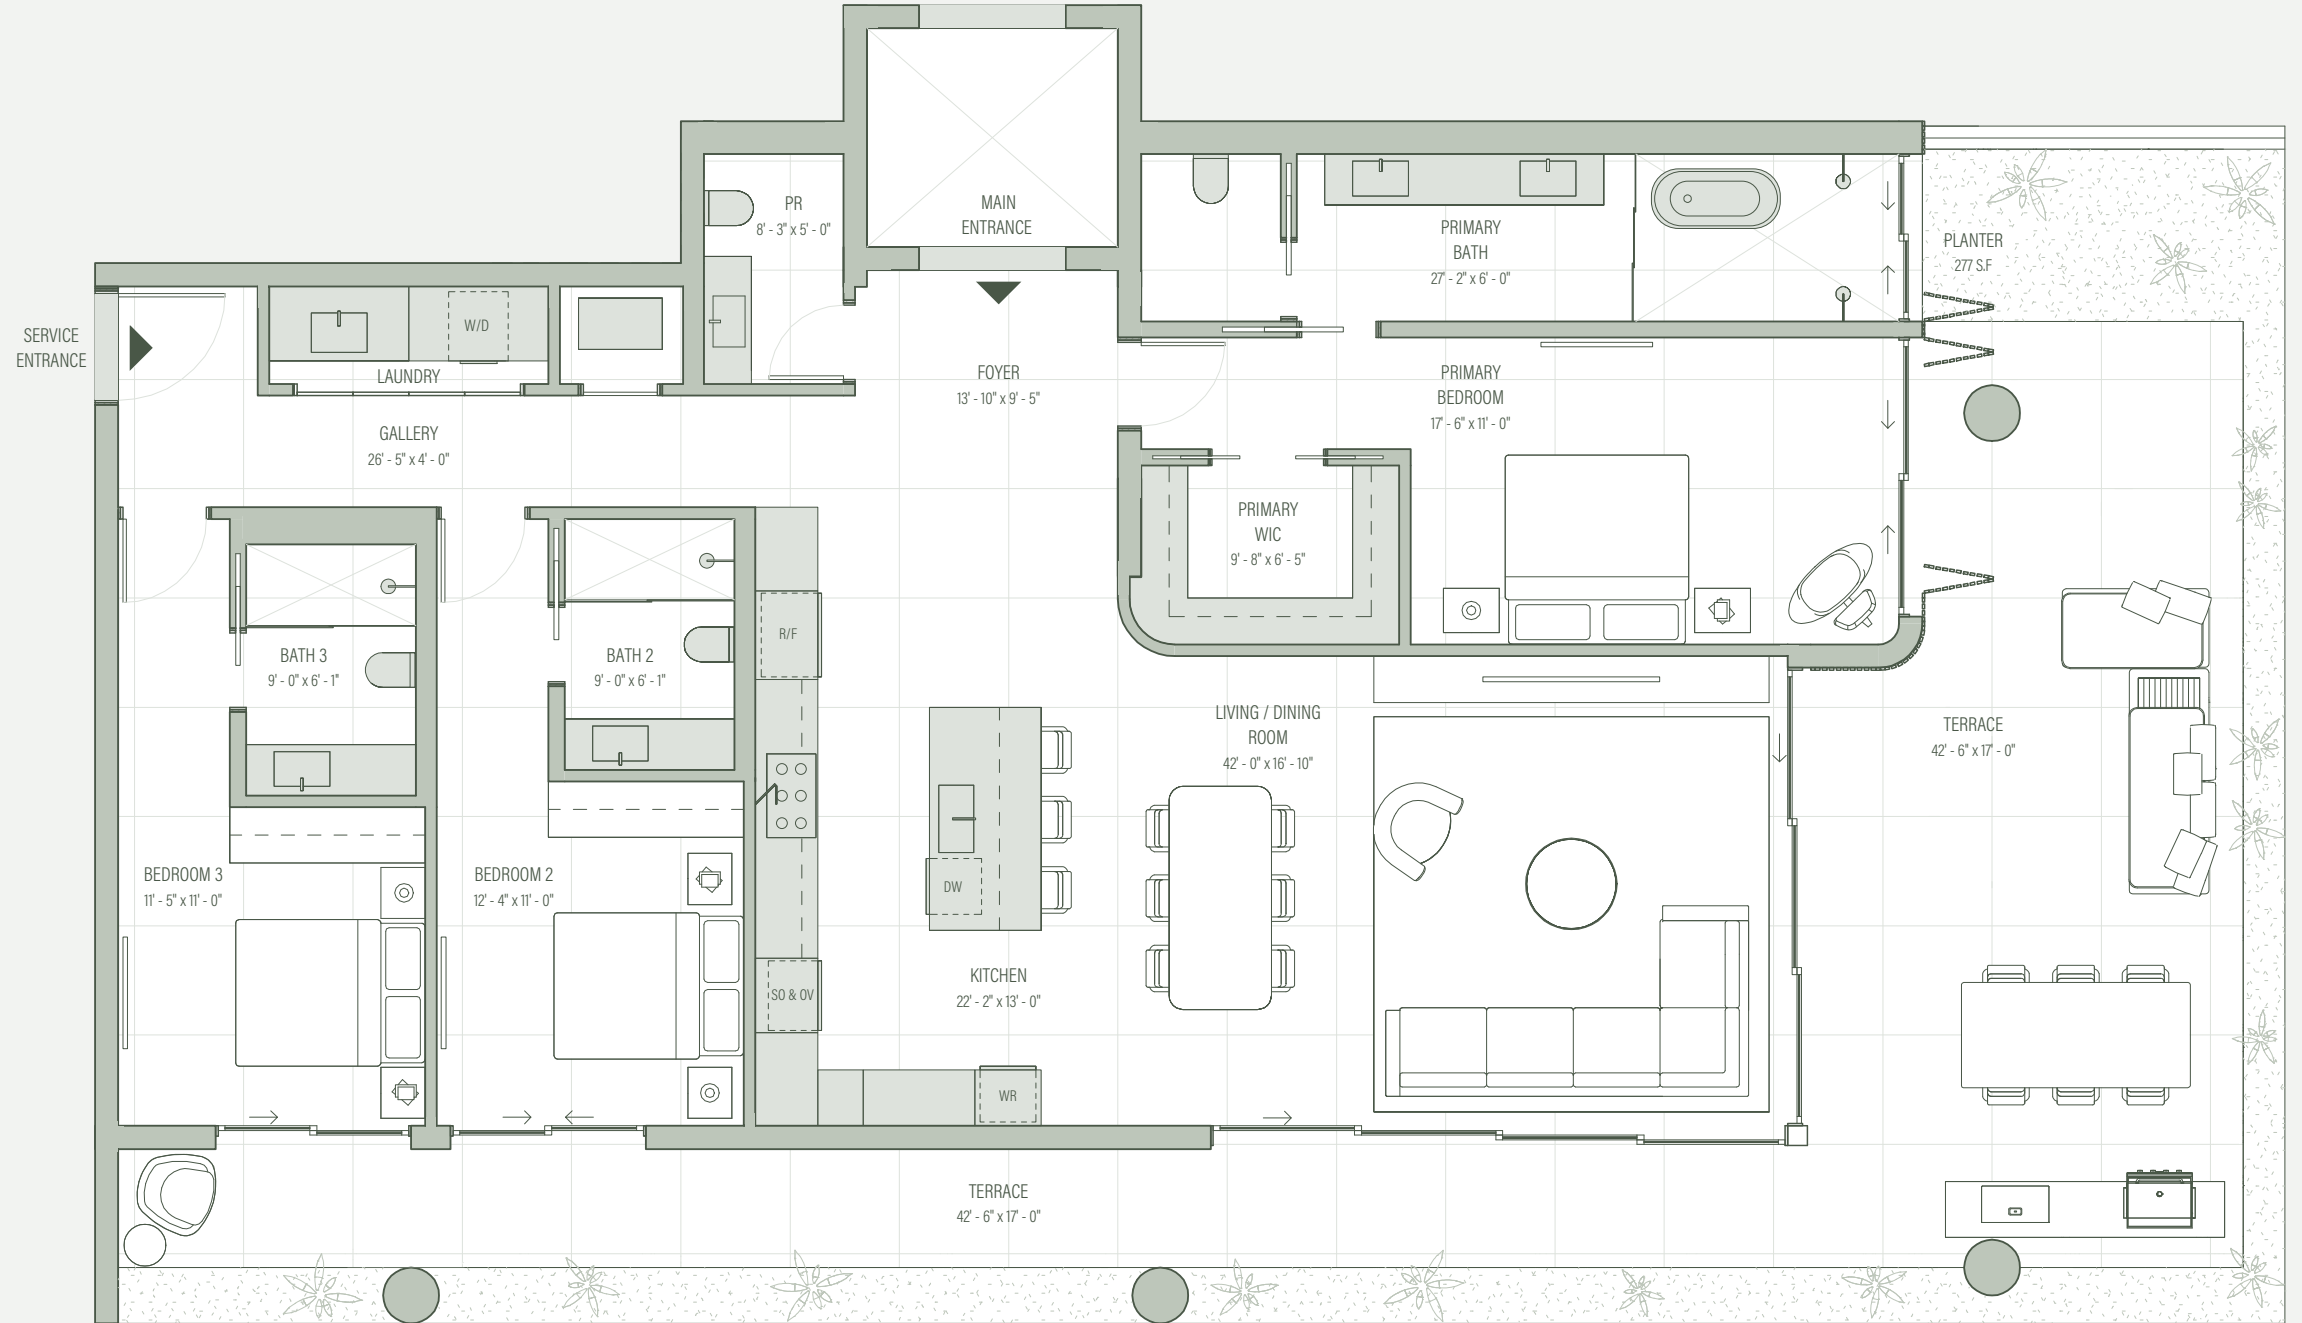 MAIN
ENTRANCE
PR
8' - 3" x 5' - 0"
PRIMARY
BATH
27' - 2" x 6' - 0"
PLANTER
277 S.F
SERVICE
ENTRANCE
W/D
LAUNDRY
FOYER
13' - 10" x 9' - 5"
PRIMARY
BEDROOM
17' - 6" x 11' - 0"
GALLERY
26' - 5" x 4' - 0"
PRIMARY
WIC
9' - 8" x 6' - 5"
R/F
BATH 3
9' - 0" x 6' - 1"
BATH 2
9' - 0" x 6' - 1"
LIVING / DINING
ROOM
42' - 0" x 16' - 10"
TERRACE
42' - 6" x 17' - 0"
BEDROOM 3
11' - 5" x 11' - 0"
BEDROOM 2
12' - 4" x 11' - 0"
DW
KITCHEN
22' - 2" x 13' - 0"
SO & OV
WR
TERRACE
42' - 6" x 17' - 0"